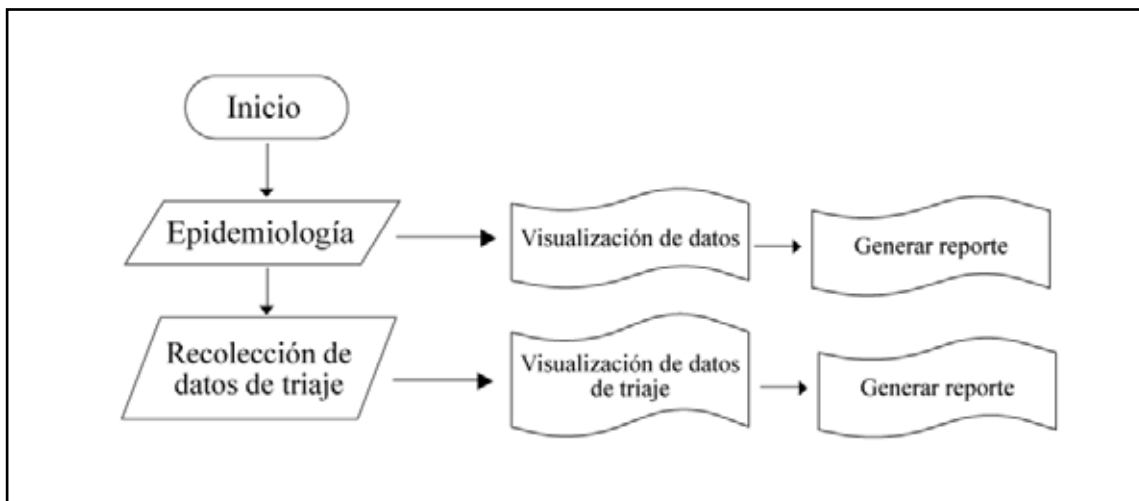 Inicio
Epidemiología
Visualización de datos
Generar reporte
Recolección de
datos de triaje
Visualización de datos
de triaje
Generar reporte